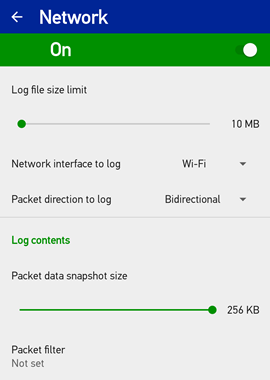 Network
On
Log file size limit
10 MB
Network interface to log Wi-Fi
Packet direction to log Bidirectional
Log contents
Packet data snapshot size
256 KB
Packet filter
Not set